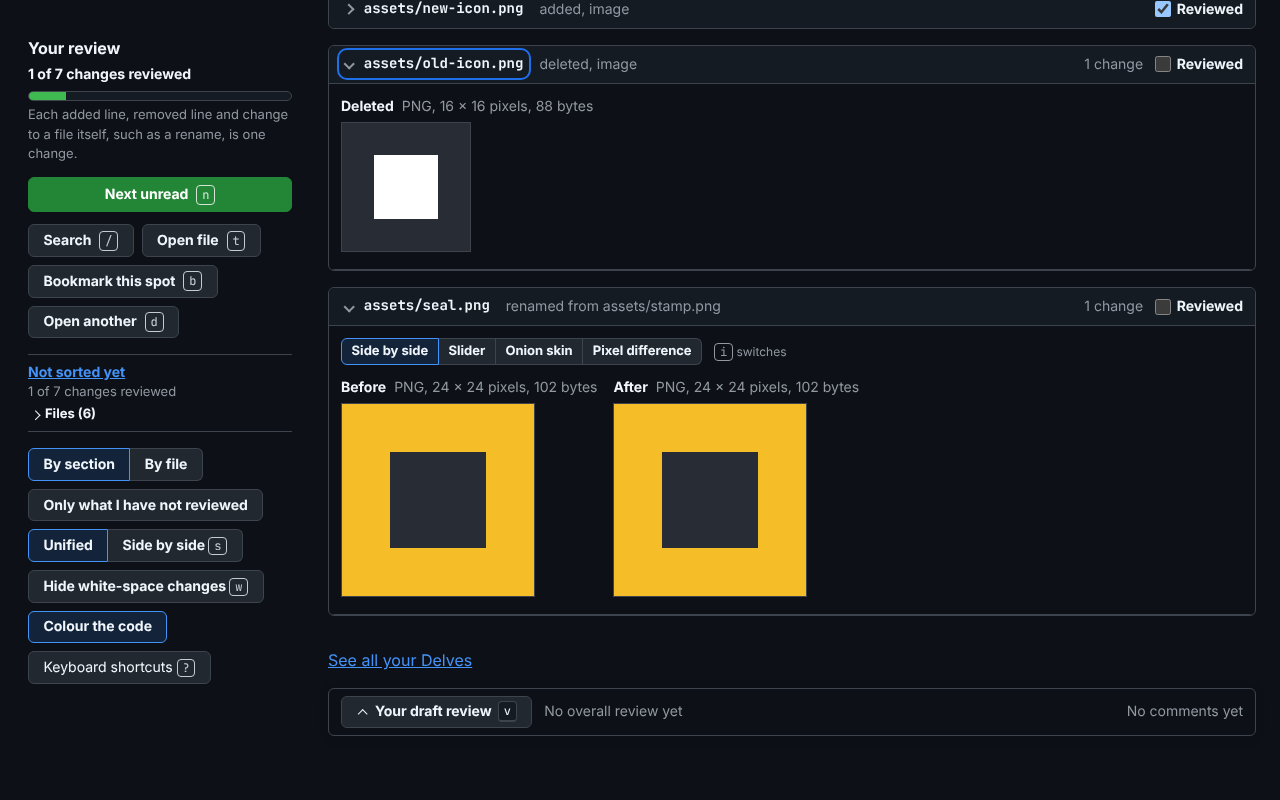 assets/new-icon.png added, image Reviewed
Your review
1 of 7 changes reviewed
Each added line, removed line and change
to a file itself, such as a rename, is one
change.
Next unread n
Search / Open file t
Bookmark this spot b
Open another d
Not sorted yet
1 of 7 changes reviewed
Files (6)
By section By file
Only what I have not reviewed
Unified Side by side s
Hide white-space changes w
Colour the code
Keyboard shortcuts ?
assets/old-icon.png deleted, image 1 change Reviewed
Deleted PNG, 16 × 16 pixels, 88 bytes
assets/seal.png renamed from assets/stamp.png 1 change Reviewed
Side by side Slider Onion skin Pixel difference i switches
Before PNG, 24 × 24 pixels, 102 bytes After PNG, 24 × 24 pixels, 102 bytes
See all your Delves
Your draft review v No overall review yet No comments yet